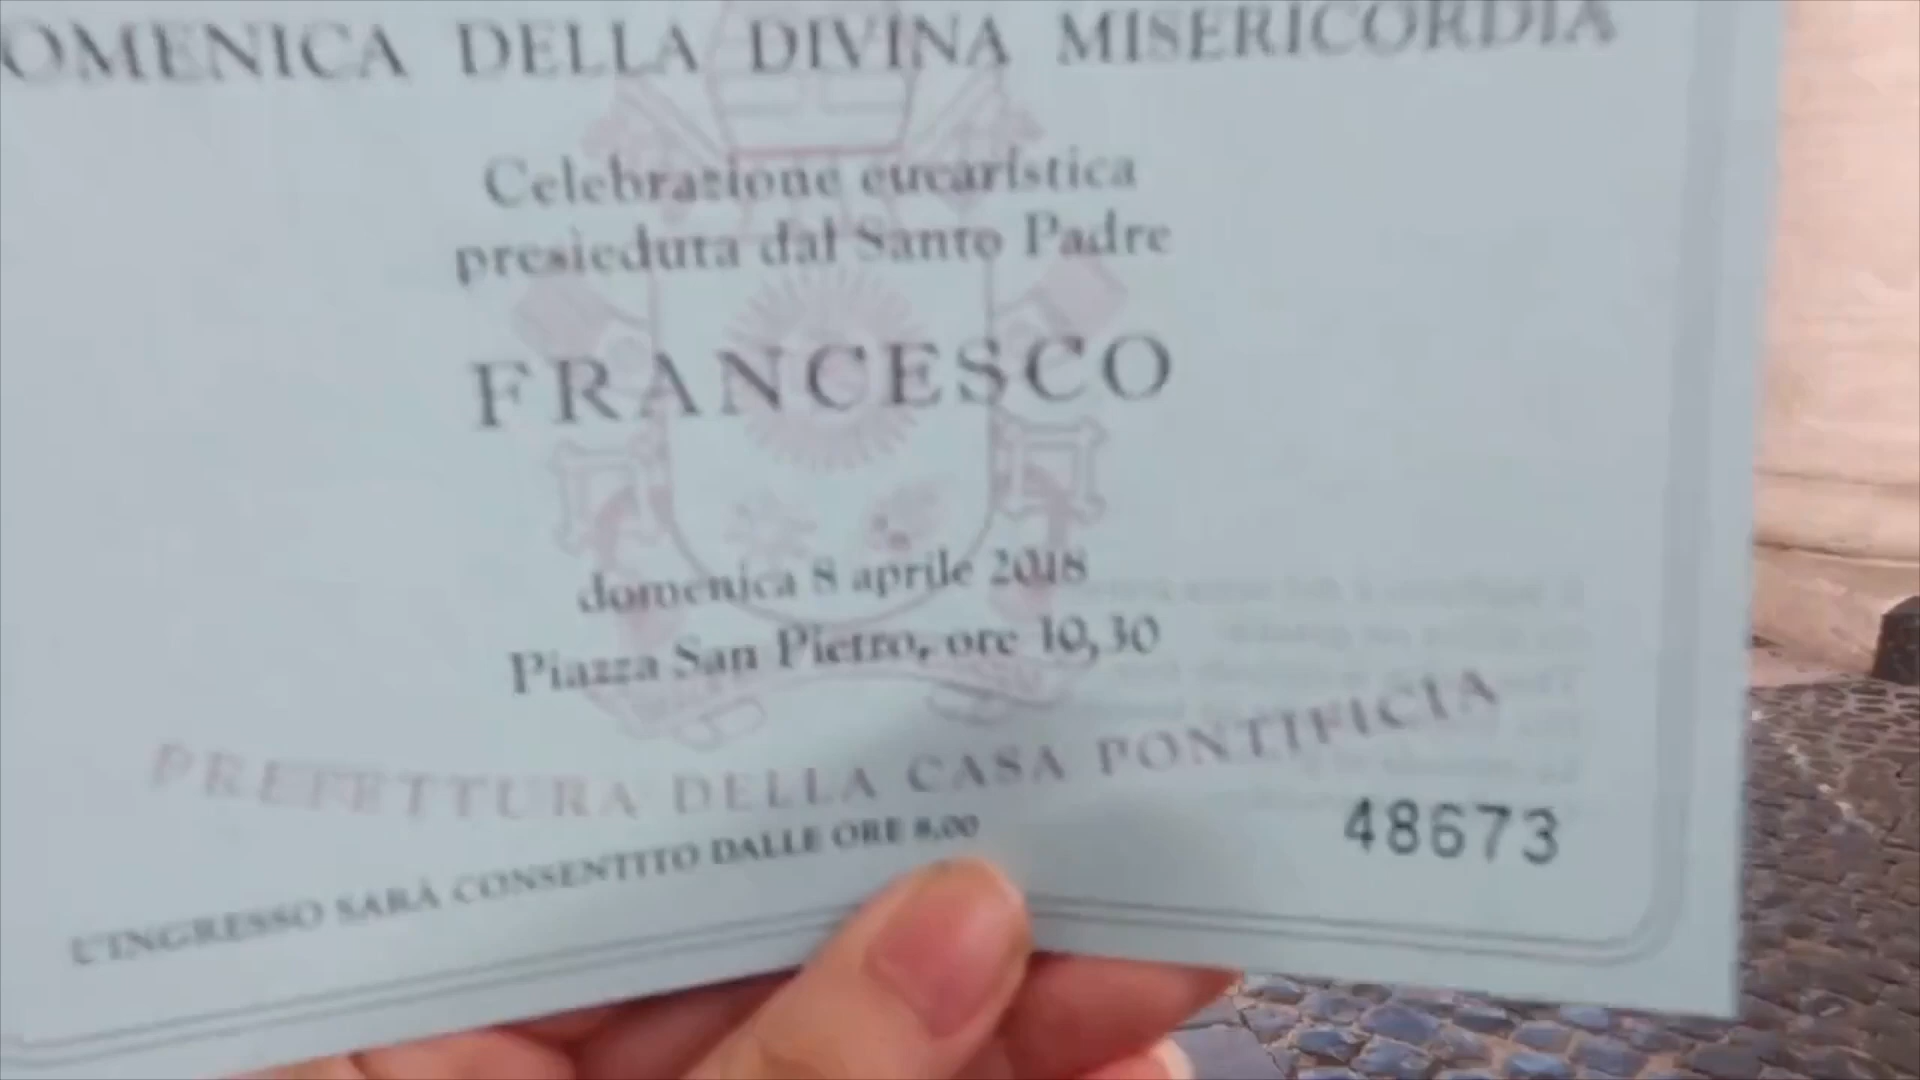 OMENICA DELLA DIVINA MISERICORDIA
Celebrazione eucaristica
presieduta dal Santo Padre
FRANCESCO
domenica 8 aprile 2018
Piazza San Pietro, ore 10,30
PREFETTURA DELLA CASA PONTIFICIA
L'INGRESSO SARÀ CONSENTITO DALLE ORE 8,00
48673